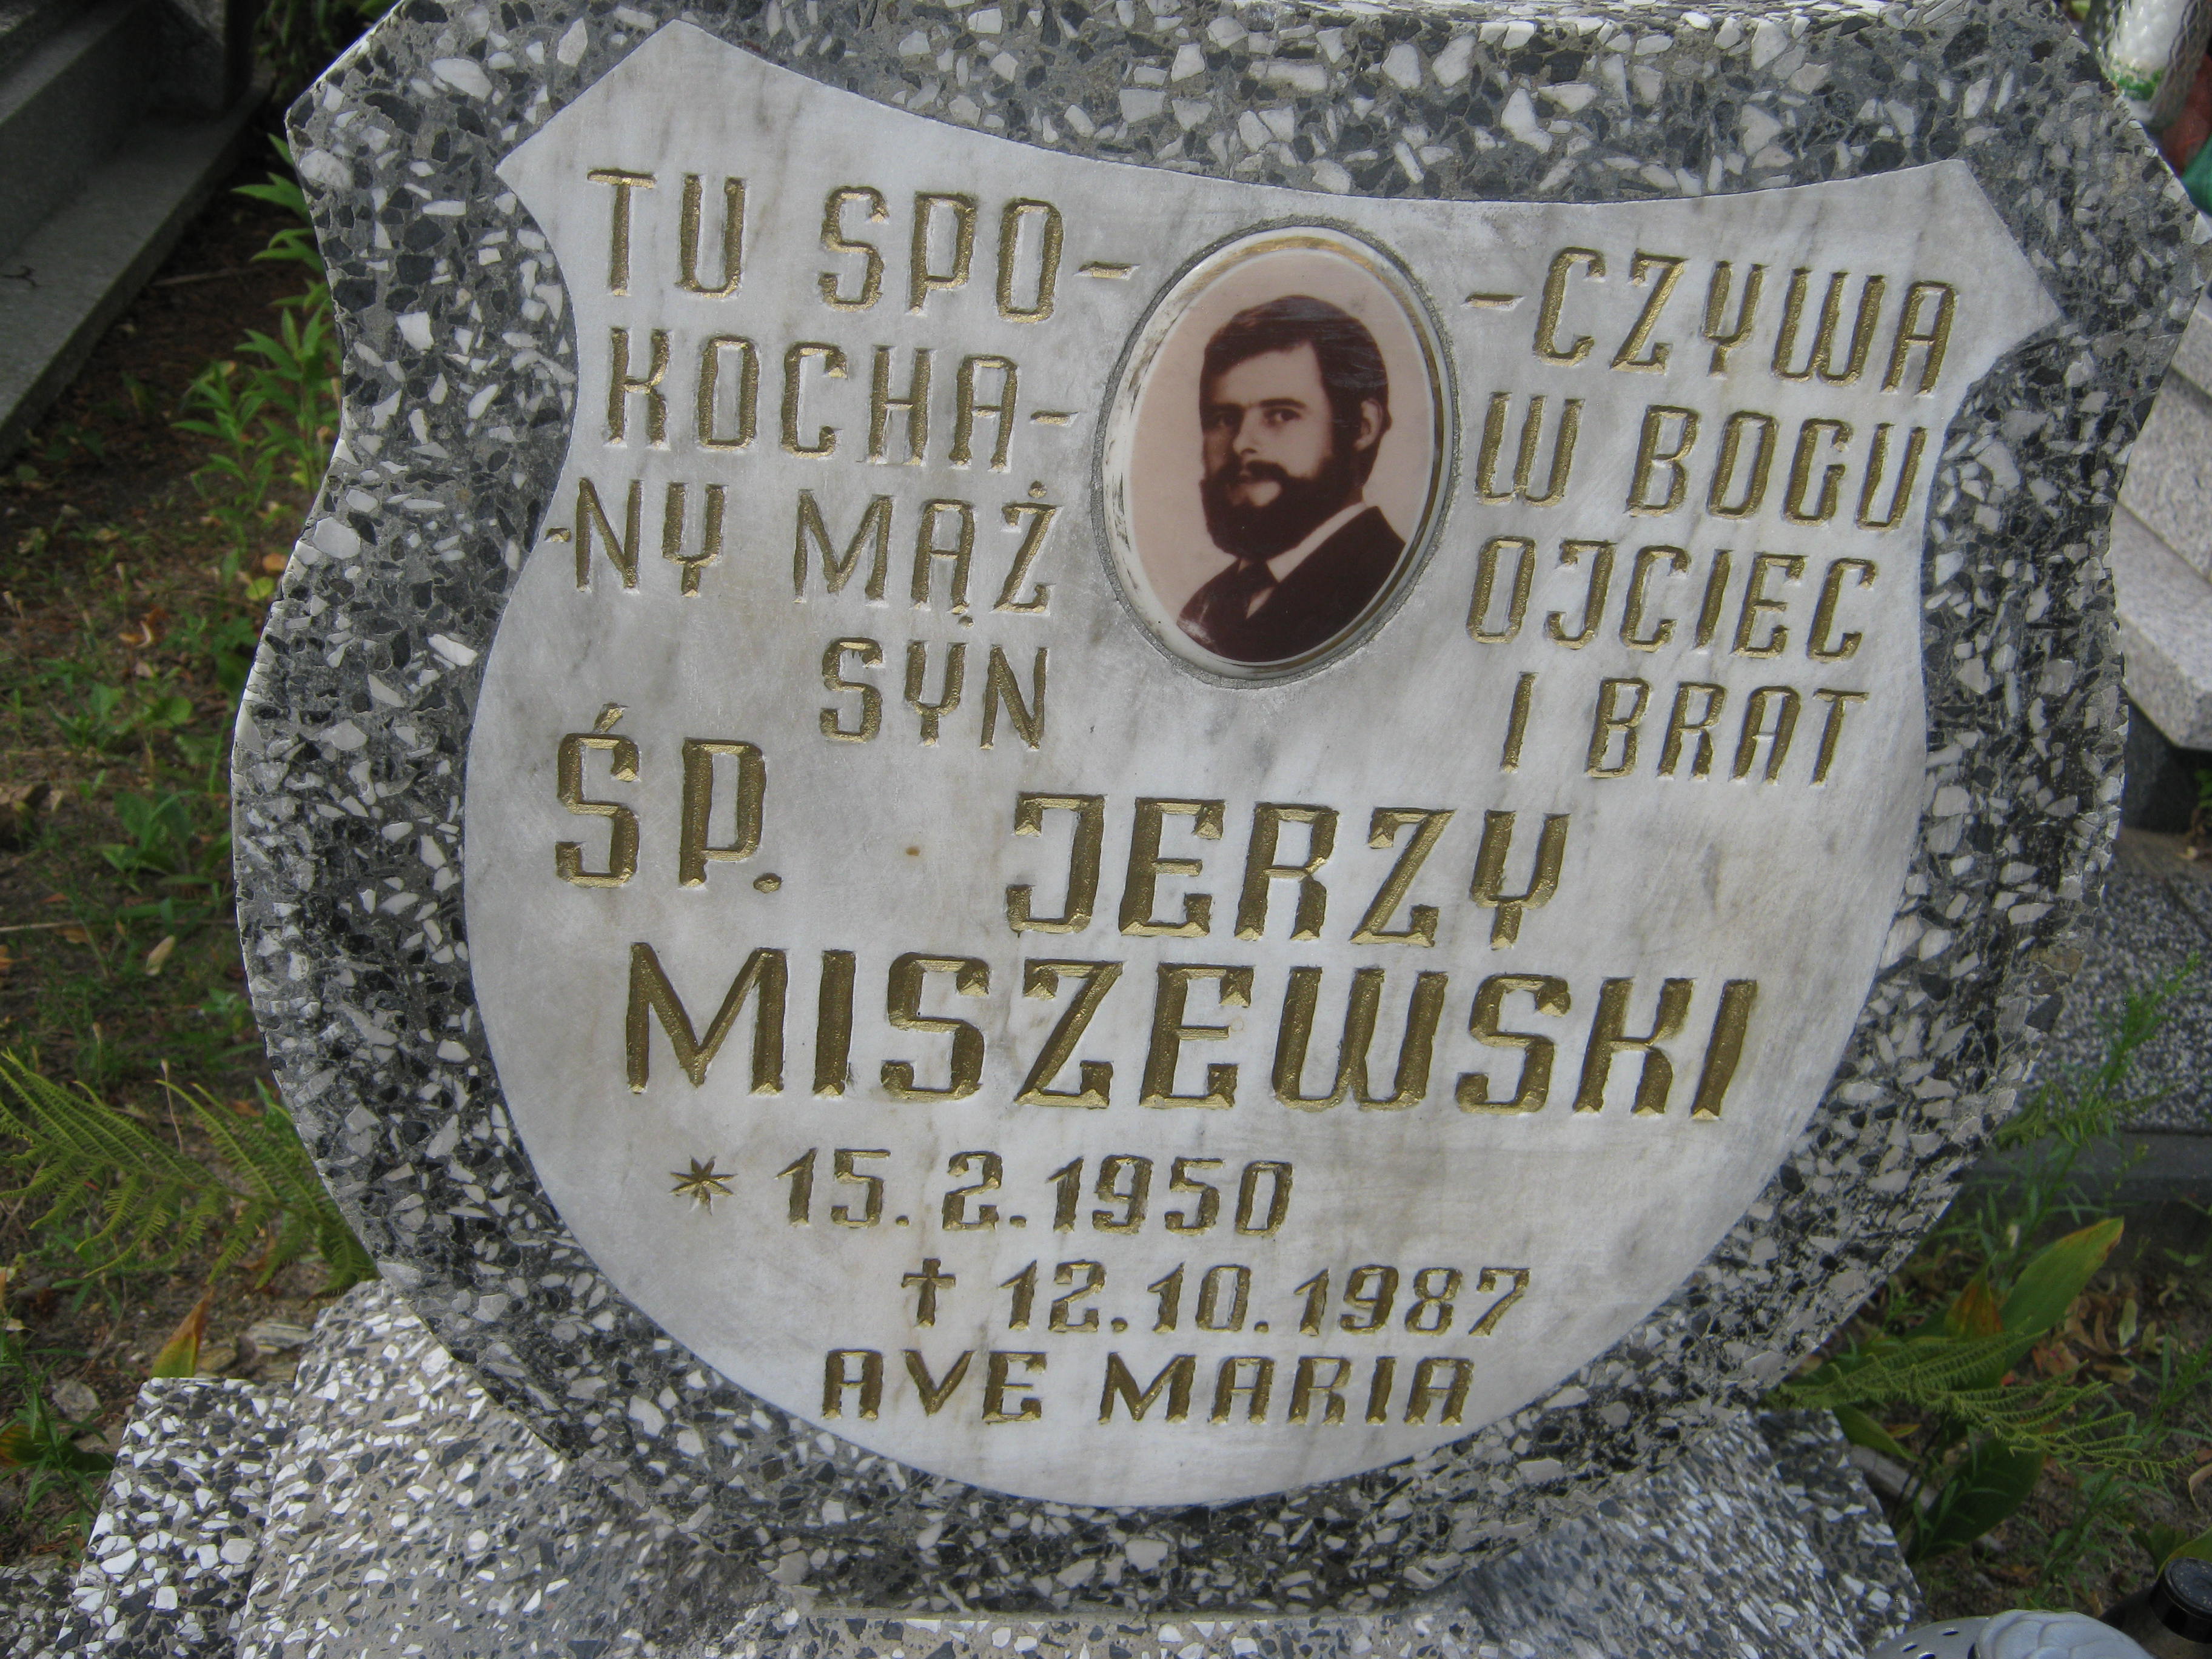 TU SPO- -CZYWA
KOCHA- W BOGU
-NY MĄŻ OJCIEC
SYN I BRAT
ŚP. JERZY
MISZEWSKI
* 15.2.1950
† 12.10.1987
AVE MARIA